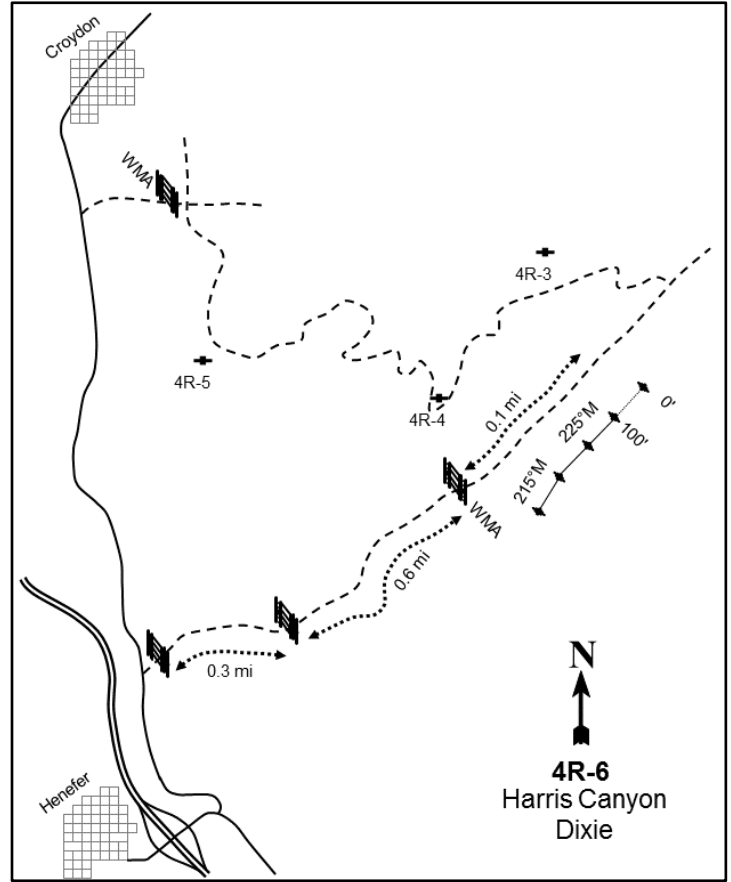 Croydon
WMA
4R-3
4R-5
4R-4
0.1 mi
0'
225°M
100'
215°M
WMA
0.6 mi
0.3 mi
N
4R-6
Harris Canyon
Dixie
Henefer